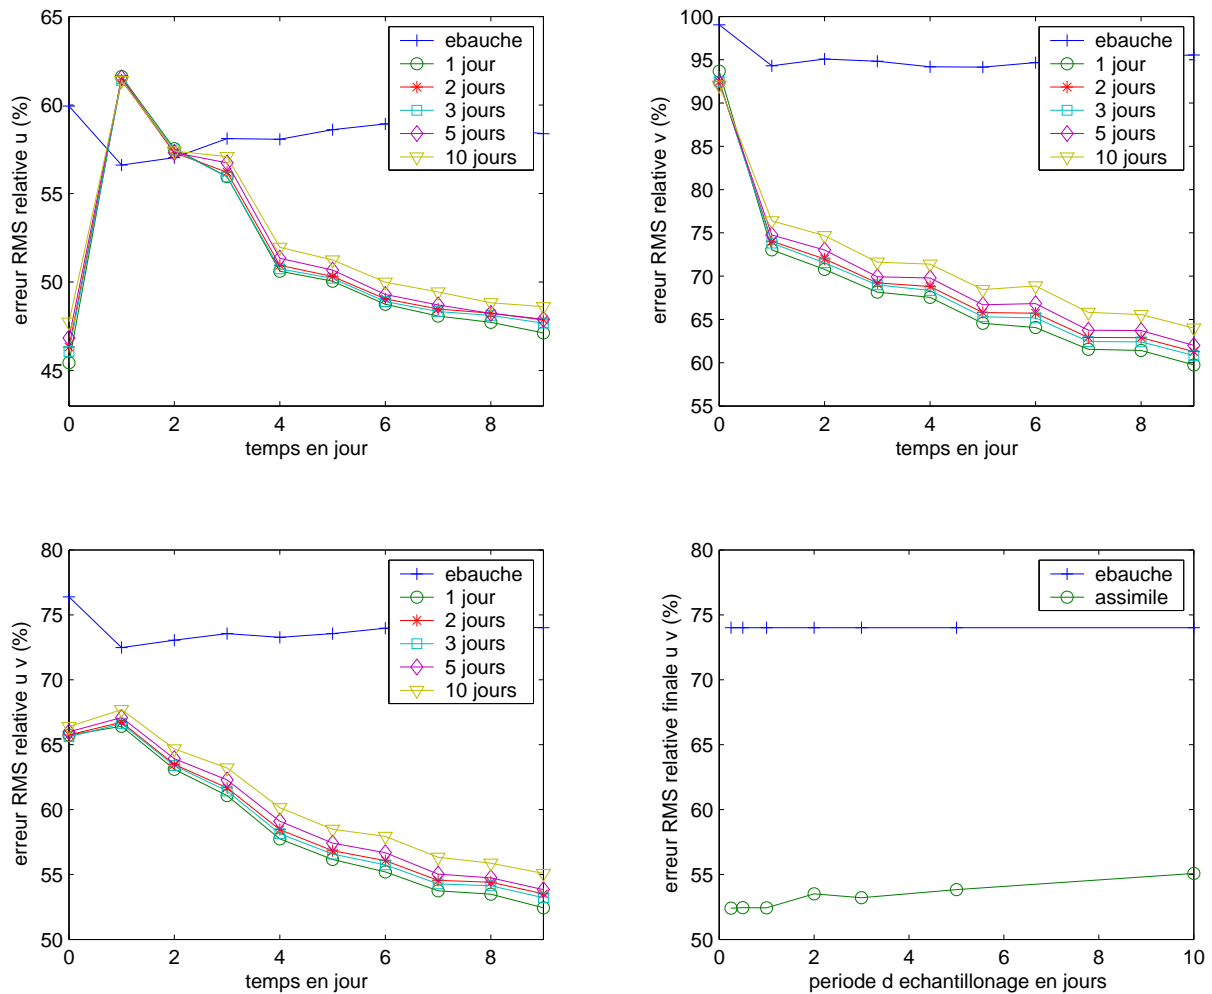 65
60
55
50
45
erreur RMS relative u (%)
0 2 4 6 8
temps en jour
ebauche
1 jour
2 jours
3 jours
5 jours
10 jours
100
95
90
85
80
75
70
65
60
55
erreur RMS relative v (%)
0 2 4 6 8
temps en jour
ebauche
1 jour
2 jours
3 jours
5 jours
10 jours
80
75
70
65
60
55
50
erreur RMS relative u v (%)
0 2 4 6 8
temps en jour
ebauche
1 jour
2 jours
3 jours
5 jours
10 jours
80
75
70
65
60
55
50
erreur RMS relative finale u v (%)
0 2 4 6 8 10
periode d echantillonage en jours
ebauche
assimile